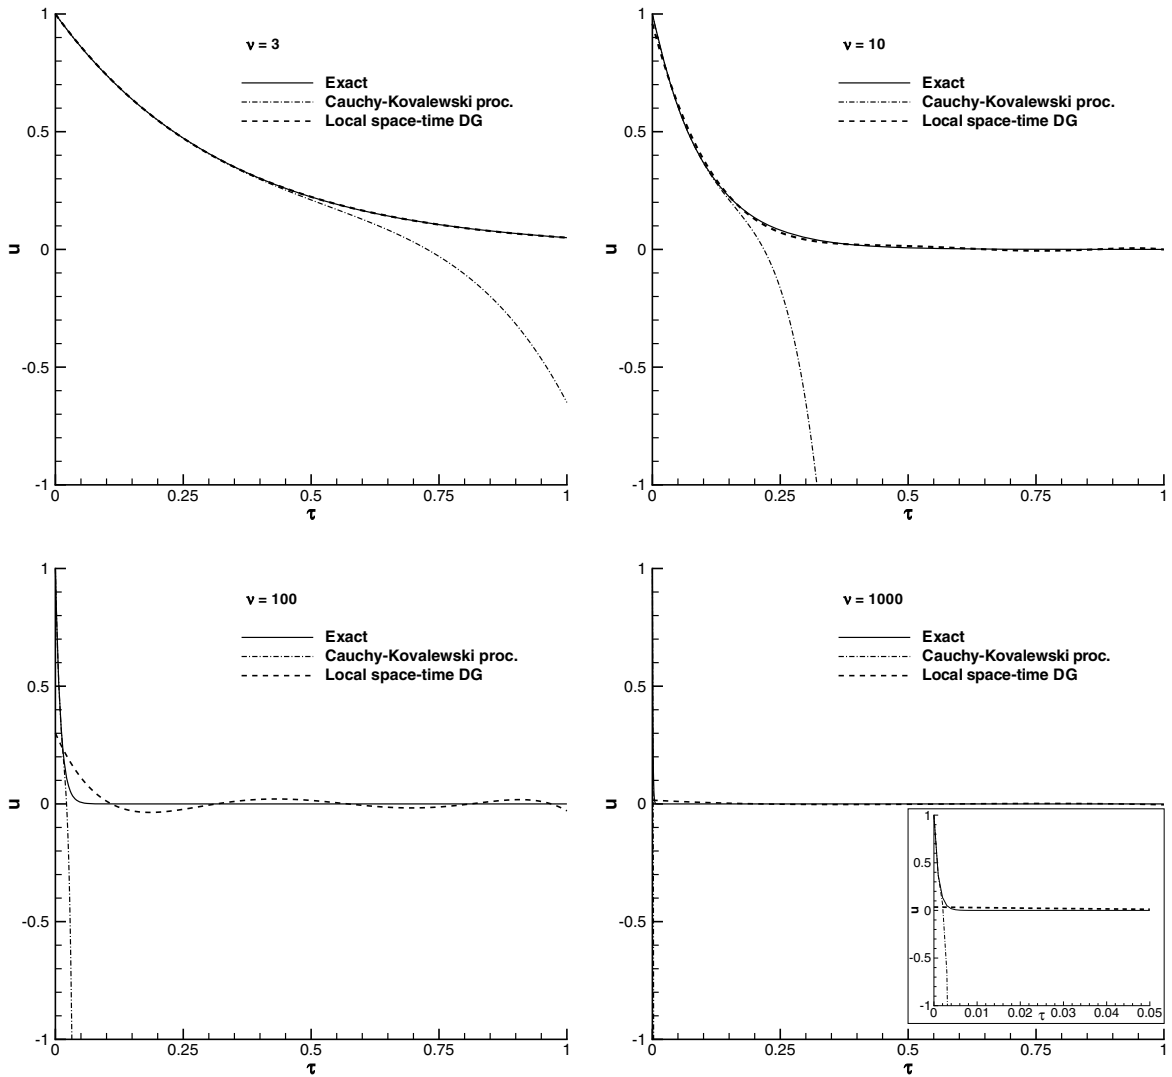 ν = 3
Exact
Cauchy-Kovalewski proc.
Local space-time DG
1
0.5
0
-0.5
-1
u
0 0.25 0.5 0.75 1
τ
ν = 10
Exact
Cauchy-Kovalewski proc.
Local space-time DG
1
0.5
0
-0.5
-1
u
0 0.25 0.5 0.75 1
τ
ν = 100
Exact
Cauchy-Kovalewski proc.
Local space-time DG
1
0.5
0
-0.5
-1
u
0 0.25 0.5 0.75 1
τ
ν = 1000
Exact
Cauchy-Kovalewski proc.
Local space-time DG
1
0.5
0
-0.5
-1
u
0 0.25 0.5 0.75 1
τ
1
0.5
0
-0.5
-1
u
0 0.01 0.02 τ 0.03 0.04 0.05